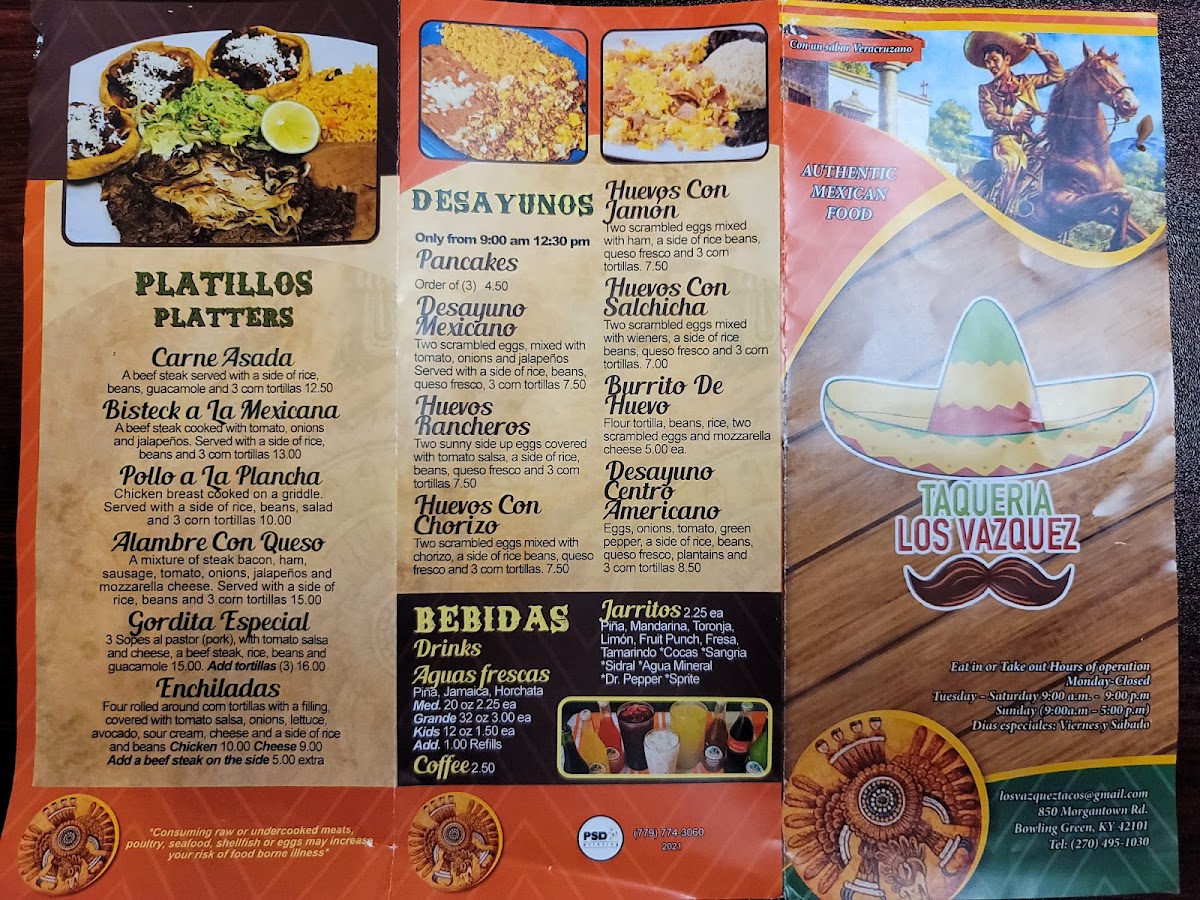 PLATILLOS
PLATTERS
Carne Asada
A beef steak served with a side of rice,
beans, guacamole and 3 corn tortillas 12.50
Bisteck a La Mexicana
A beef steak cooked with tomato, onions
and jalapeños. Served with a side of rice,
beans and 3 corn tortillas 13.00
Pollo a La Plancha
Chicken breast cooked on a griddle.
Served with a side of rice, beans, salad
and 3 corn tortillas 10.00
Alambre Con Queso
A mixture of steak bacon, ham,
sausage, tomato, onions, jalapeños and
mozzarella cheese. Served with a side of
rice, beans and 3 corn tortillas 15.00
Gordita Especial
3 Sopes al pastor (pork), with tomato salsa
and cheese, a beef steak, rice, beans and
guacamole 15.00. Add tortillas (3) 16.00
Enchiladas
Four rolled around corn tortillas with a filling,
covered with tomato salsa, onions, lettuce,
avocado, sour cream, cheese and a side of rice
and beans Chicken 10.00 Cheese 9.00
Add a beef steak on the side 5.00 extra
*Consuming raw or undercooked meats,
poultry, seafood, shellfish or eggs may increase
your risk of food borne illness*
DESAYUNOS
Only from 9:00 am 12:30 pm
Pancakes
Order of (3) 4.50
Desayuno
Mexicano
Two scrambled eggs, mixed with
tomato, onions and jalapeños
Served with a side of rice, beans,
queso fresco, 3 corn tortillas 7.50
Huevos
Rancheros
Two sunny side up eggs covered
with tomato salsa, a side of rice,
beans, queso fresco and 3 corn
tortillas 7.50
Huevos Con
Chorizo
Two scrambled eggs mixed with
chorizo, a side of rice beans, queso
fresco and 3 corn tortillas. 7.50
Huevos Con
Jamón
Two scrambled eggs mixed
with ham, a side of rice beans,
queso fresco and 3 corn
tortillas. 7.50
Huevos Con
Salchicha
Two scrambled eggs mixed
with wieners, a side of rice
beans, queso fresco and 3 corn
tortillas. 7.00
Burrito De
Huevo
Flour tortilla, beans, rice, two
scrambled eggs and mozzarella
cheese 5.00 ea.
Desayuno
Centro
Americano
Eggs, onions, tomato, green
pepper, a side of rice, beans,
queso fresco, plantains and
3 corn tortillas 8.50
BEBIDAS
Drinks
Aguas frescas
Piña, Jamaica, Horchata
Med. 20 oz 2.25 ea
Grande 32 oz 3.00 ea
Kids 12 oz 1.50 ea
Add. 1.00 Refills
Coffee 2.50
Jarritos 2.25 ea
Piña, Mandarina, Toronja,
Limón, Fruit Punch, Fresa,
Tamarindo *Cocas *Sangria
*Sidral *Agua Mineral
*Dr. Pepper *Sprite
PSD
printing
(779) 774-3060
2021
Con un sabor Veracruzano
AUTHENTIC
MEXICAN
FOOD
TAQUERIA
LOS VAZQUEZ
Eat in or Take out Hours of operation
Monday-Closed
Tuesday - Saturday 9:00 a.m. - 9:00 p.m
Sunday (9:00a.m – 5:00 p.m)
Dias especiales: Viernes y Sábado
losvazqueztacos@gmail.com
850 Morgantown Rd.
Bowling Green, KY 42101
Tel: (270) 495-1030